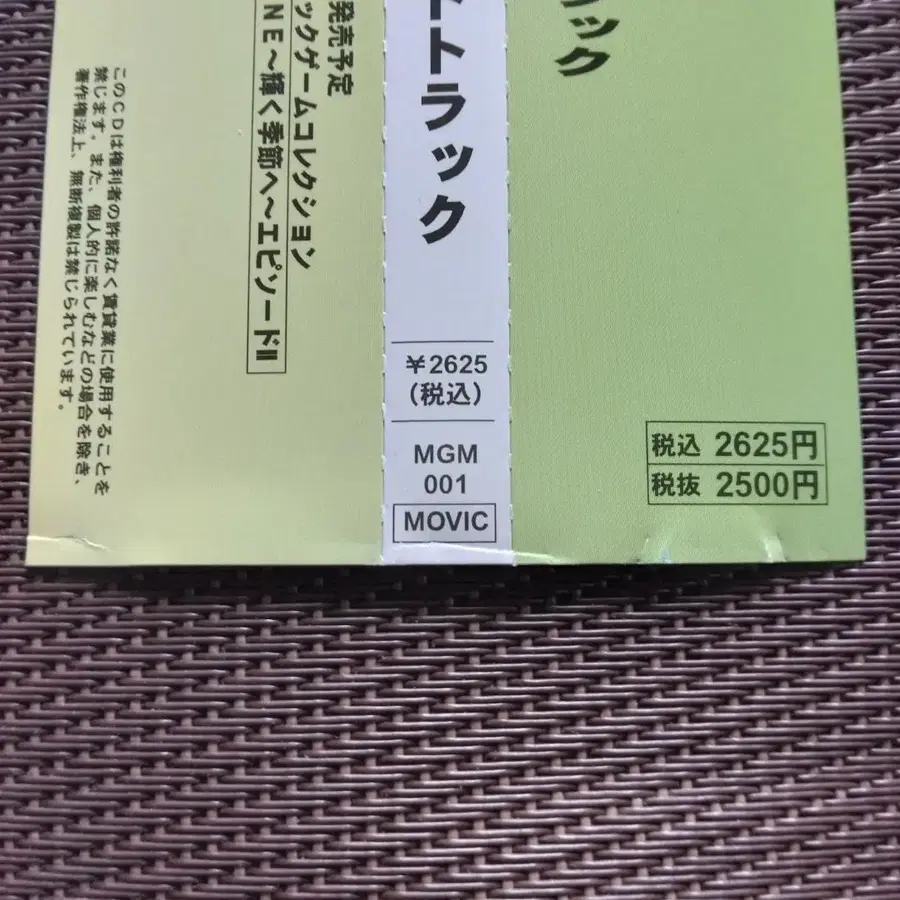 ック
税込 2625円
税抜 2500円
トラック
￥2625
（税込）
MGM
001
MOVIC
発売予定
ックゲームコレクション
NE～輝く季節へ～エピソードⅡ
このCDは権利者の許諾なく賃貸業に使用することを
禁じます。また、個人的に楽しむなどの場合を除き、
著作権法上、無断複製は禁じられています。